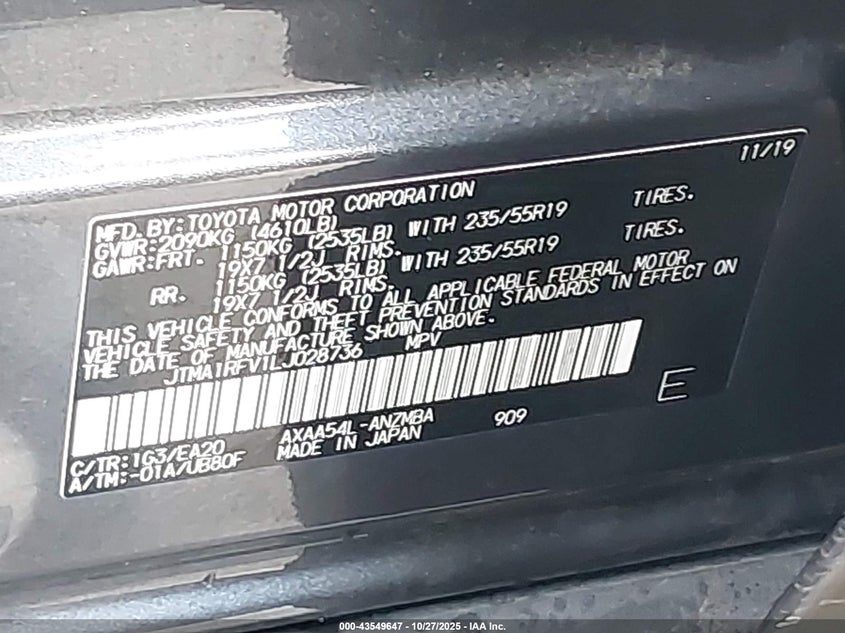 11/19
MFD. BY: TOYOTA MOTOR CORPORATION
GVWR: 2090KG (4610LB)
GAWR: FRT. 1150KG (2535LB) WITH 235/55R19 TIRES.
19X7 1/2J RIMS.
RR. 1150KG (2535LB) WITH 235/55R19 TIRES.
19X7 1/2J RIMS.
THIS VEHICLE CONFORMS TO ALL APPLICABLE FEDERAL MOTOR
VEHICLE SAFETY AND THEFT PREVENTION STANDARDS IN EFFECT ON
THE DATE OF MANUFACTURE SHOWN ABOVE.
JTMA1RFV1LJ028736 MPV
E
C/TR: 1G3/EA20 AXAA54L-ANZMBA 909
A/TM: -01A/UB80F MADE IN JAPAN
000-43549647 - 10/27/2025 - IAA Inc.